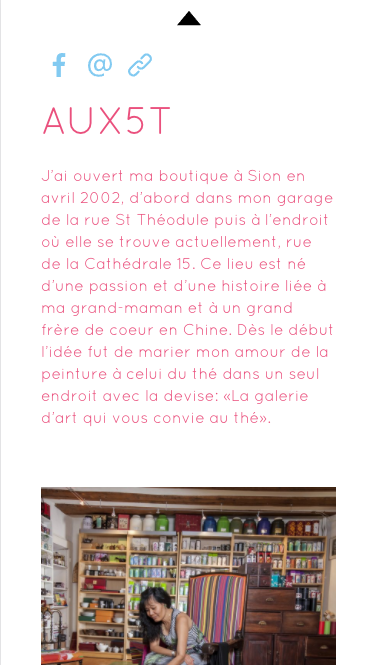 AUX5T
J'ai ouvert ma boutique à Sion en
avril 2002, d'abord dans mon garage
de la rue St Théodule puis à l'endroit
où elle se trouve actuellement, rue
de la Cathédrale 15. Ce lieu est né
d'une passion et d'une histoire liée à
ma grand-maman et à un grand
frère de coeur en Chine. Dès le début
l'idée fut de marier mon amour de la
peinture à celui du thé dans un seul
endroit avec la devise: «La galerie
d'art qui vous convie au thé».